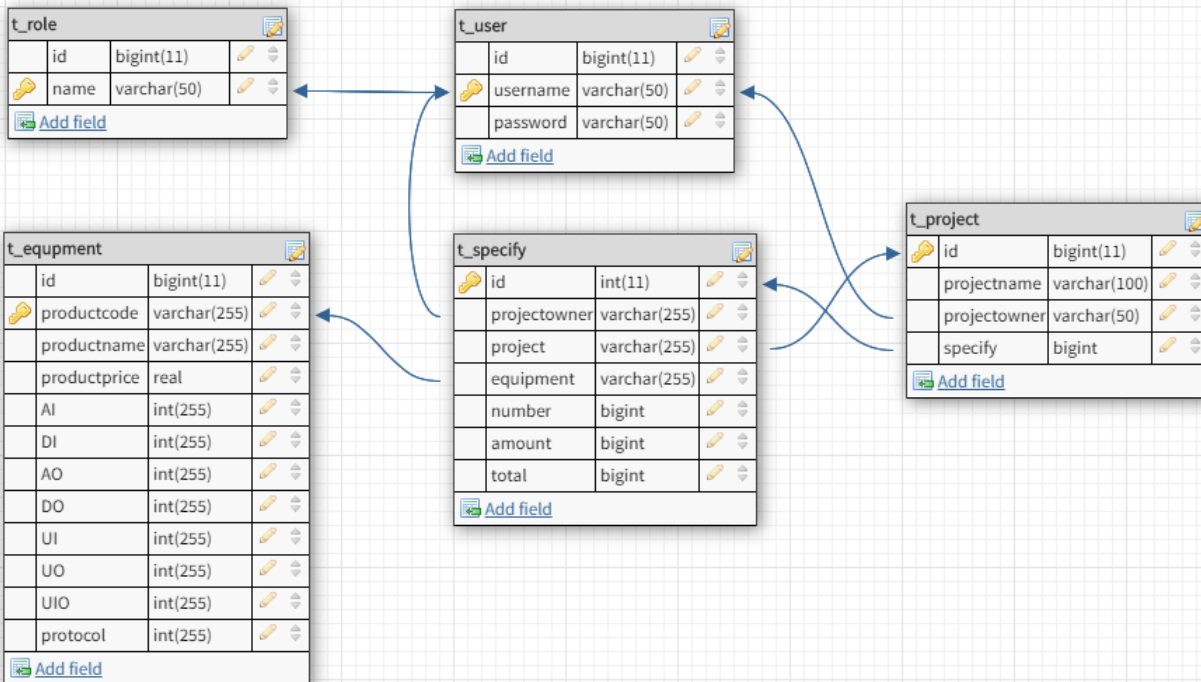 t_role
id bigint(11)
name varchar(50)
Add field
t_user
id bigint(11)
username varchar(50)
password varchar(50)
Add field
t_equpment
id bigint(11)
productcode varchar(255)
productname varchar(255)
productprice real
AI int(255)
DI int(255)
AO int(255)
DO int(255)
UI int(255)
UO int(255)
UIO int(255)
protocol int(255)
Add field
t_specify
id int(11)
projectowner varchar(255)
project varchar(255)
equipment varchar(255)
number bigint
amount bigint
total bigint
Add field
t_project
id bigint(11)
projectname varchar(100)
projectowner varchar(50)
specify bigint
Add field